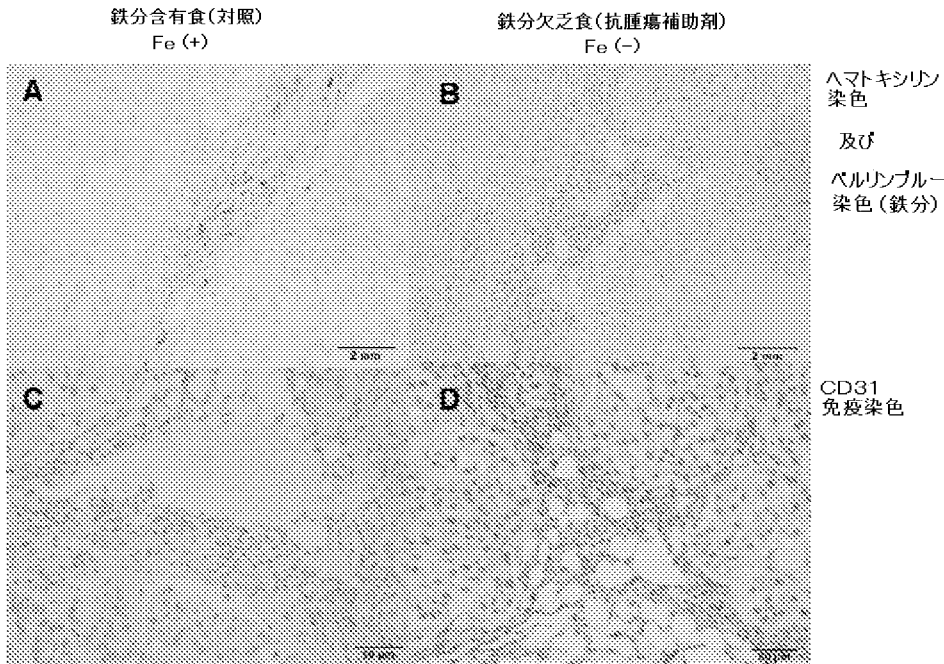 鉄分含有食(対照)
Fe (+)
鉄分欠乏食(抗腫瘍補助剤)
Fe (-)
A
B
ヘマトキシリン
染色
及び
ベルリンブルー
染色(鉄分)
2 mm
2 mm
C
D
CD31
免疫染色
50 μm